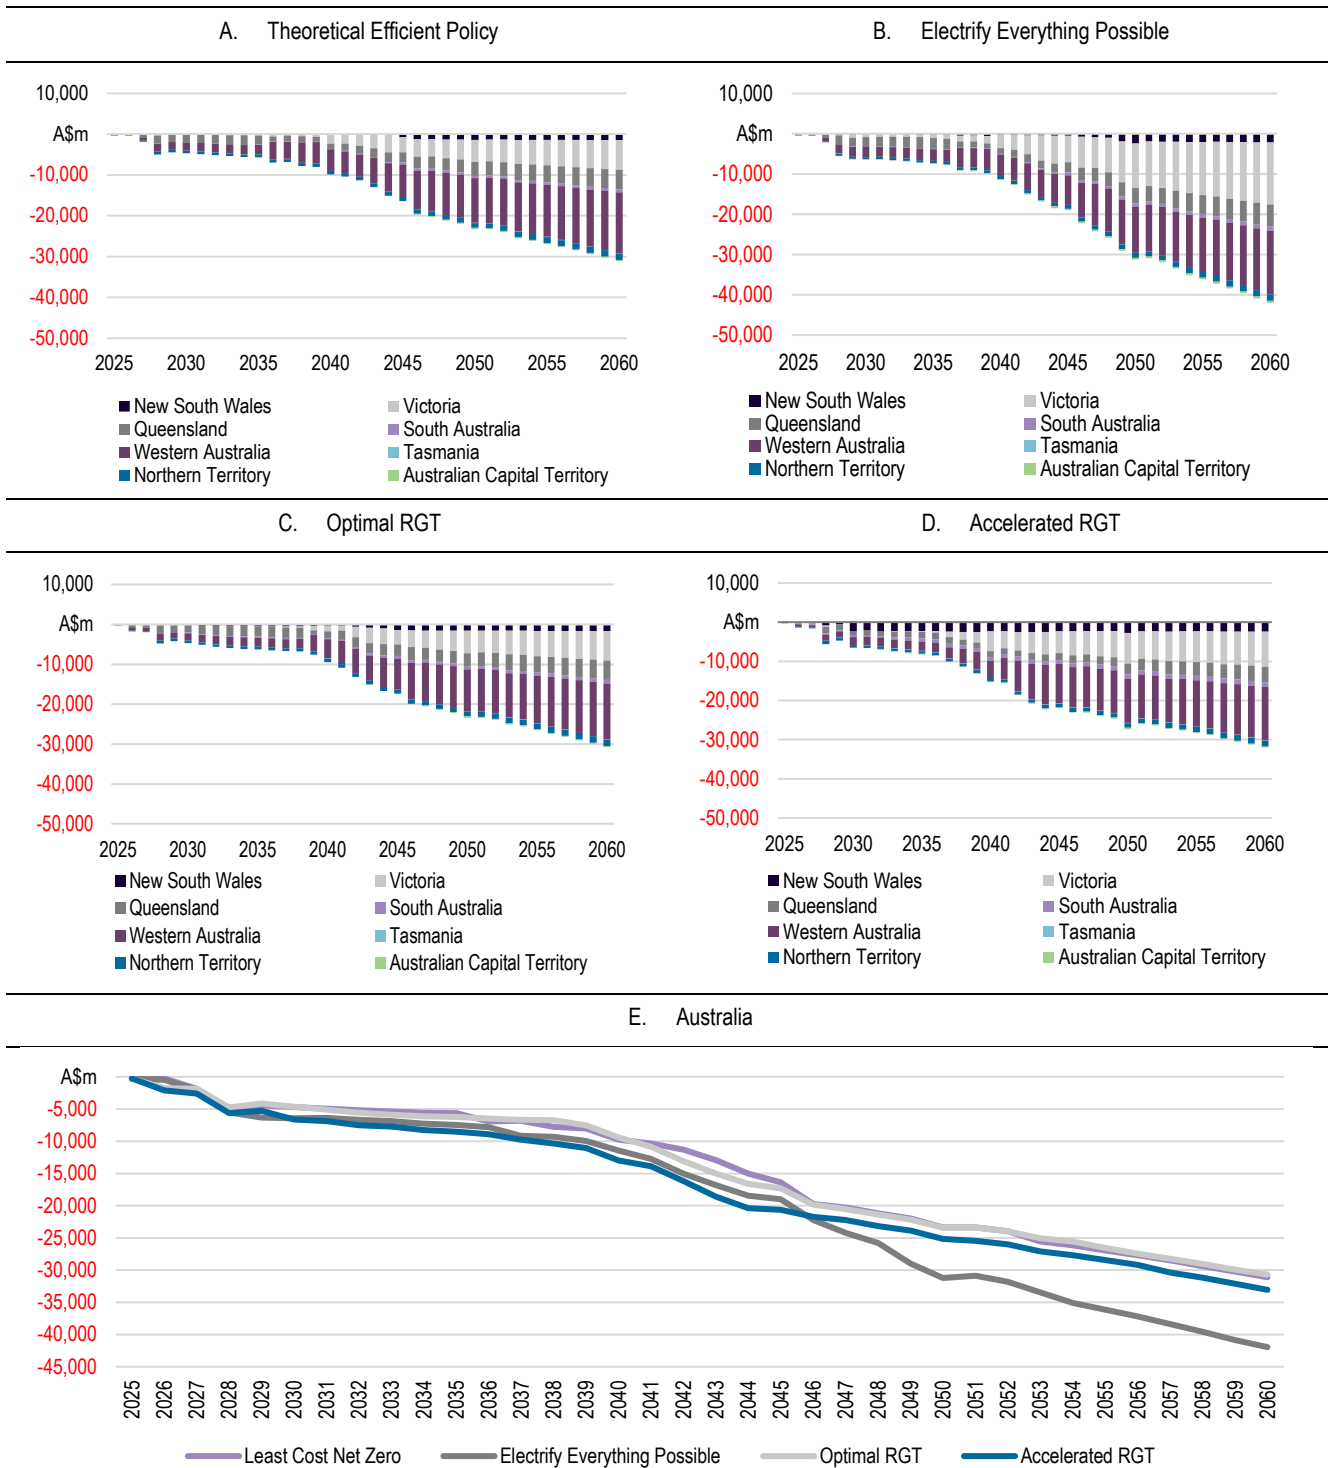 A. Theoretical Efficient Policy
B. Electrify Everything Possible
10,000
A$m
-10,000
-20,000
-30,000
-40,000
-50,000
2025 2030 2035 2040 2045 2050 2055 2060
New South Wales Victoria
Queensland South Australia
Western Australia Tasmania
Northern Territory Australian Capital Territory
10,000
A$m
-10,000
-20,000
-30,000
-40,000
-50,000
2025 2030 2035 2040 2045 2050 2055 2060
New South Wales Victoria
Queensland South Australia
Western Australia Tasmania
Northern Territory Australian Capital Territory
C. Optimal RGT
D. Accelerated RGT
10,000
A$m
-10,000
-20,000
-30,000
-40,000
-50,000
2025 2030 2035 2040 2045 2050 2055 2060
New South Wales Victoria
Queensland South Australia
Western Australia Tasmania
Northern Territory Australian Capital Territory
10,000
A$m
-10,000
-20,000
-30,000
-40,000
-50,000
2025 2030 2035 2040 2045 2050 2055 2060
New South Wales Victoria
Queensland South Australia
Western Australia Tasmania
Northern Territory Australian Capital Territory
E. Australia
A$m
-5,000
-10,000
-15,000
-20,000
-25,000
-30,000
-35,000
-40,000
-45,000
2025 2026 2027 2028 2029 2030 2031 2032 2033 2034 2035 2036 2037 2038 2039 2040 2041 2042 2043 2044 2045 2046 2047 2048 2049 2050 2051 2052 2053 2054 2055 2056 2057 2058 2059 2060
Least Cost Net Zero Electrify Everything Possible Optimal RGT Accelerated RGT